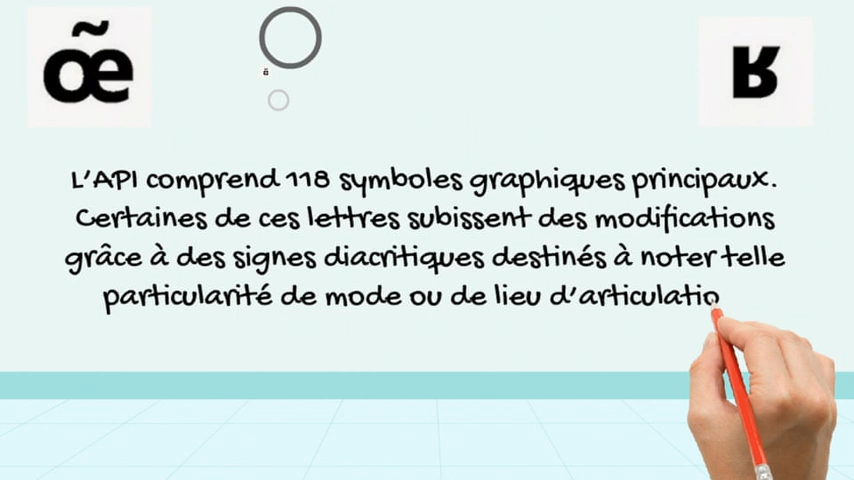 œ̃
ʁ
L'API comprend 118 symboles graphiques principaux.
Certaines de ces lettres subissent des modifications
grâce à des signes diacritiques destinés à noter telle
particularité de mode ou de lieu d'articulatio